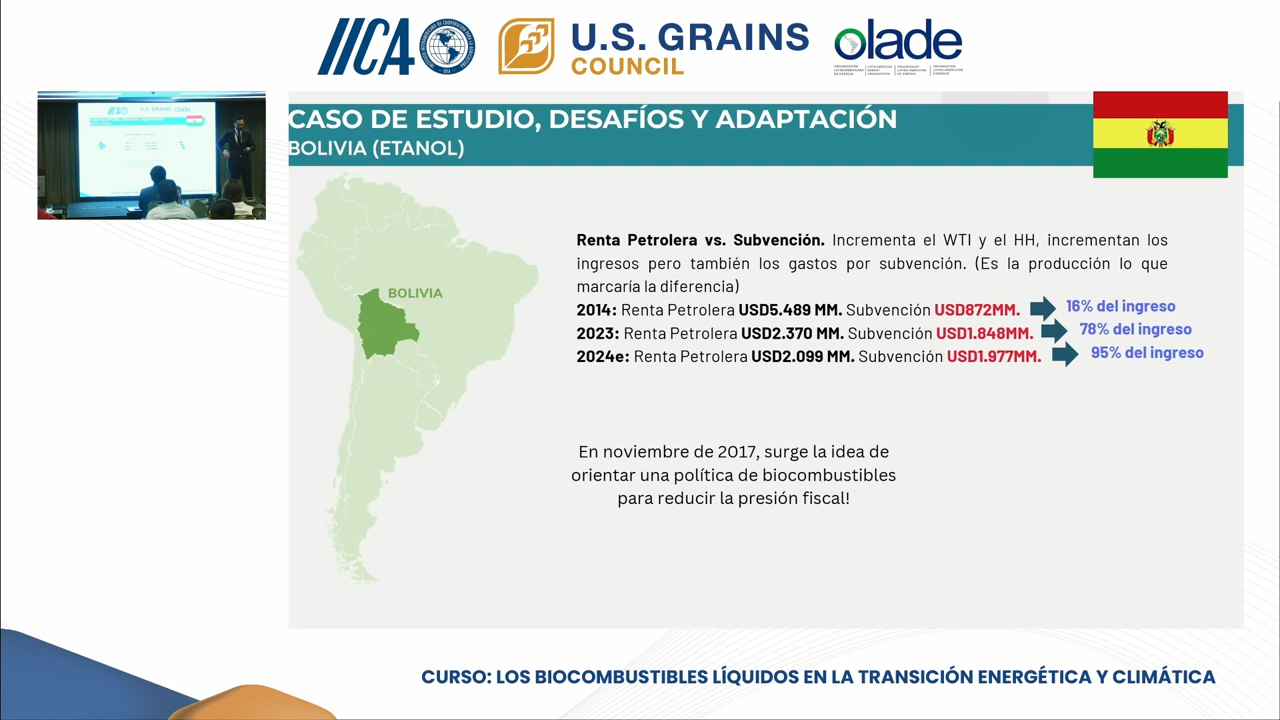 IICA
U.S. GRAINS
COUNCIL
olade
CASO DE ESTUDIO, DESAFÍOS Y ADAPTACIÓN
BOLIVIA (ETANOL)
BOLIVIA
Renta Petrolera vs. Subvención. Incrementa el WTI y el HH, incrementan los
ingresos pero también los gastos por subvención. (Es la producción lo que
marcaría la diferencia)
2014: Renta Petrolera USD5.489 MM. Subvención USD872MM. 16% del ingreso
2023: Renta Petrolera USD2.370 MM. Subvención USD1.848MM. 78% del ingreso
2024e: Renta Petrolera USD2.099 MM. Subvención USD1.977MM. 95% del ingreso
En noviembre de 2017, surge la idea de
orientar una política de biocombustibles
para reducir la presión fiscal!
CURSO: LOS BIOCOMBUSTIBLES LÍQUIDOS EN LA TRANSICIÓN ENERGÉTICA Y CLIMÁTICA